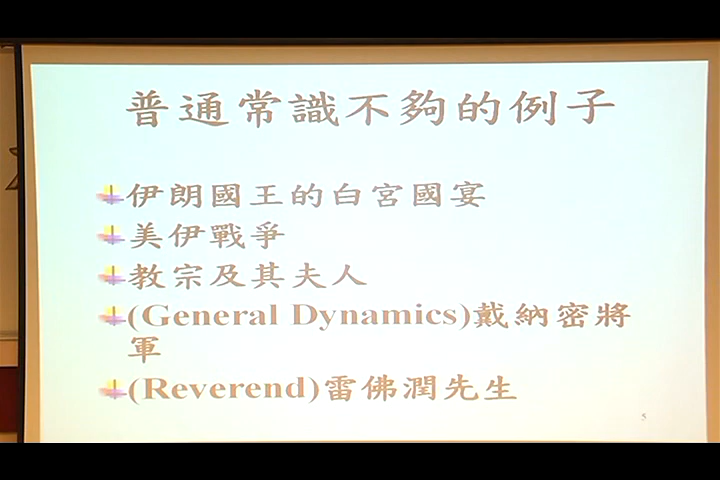 普通常識不夠的例子
伊朗國王的白宮國宴
美伊戰爭
教宗及其夫人
(General Dynamics)戴納密將
軍
(Reverend)雷佛潤先生
5